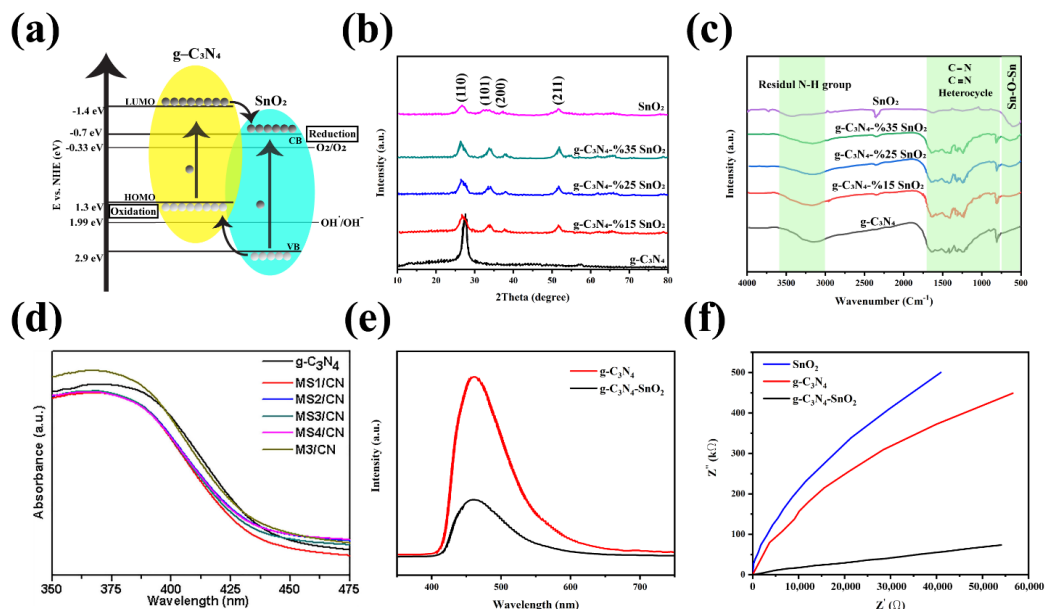 (a)
g–C₃N₄
SnO₂
E vs. NHE (eV)
LUMO
-1.4 eV
-0.7 eV
CB
Reduction
-0.33 eV
O2/O₂
HOMO
1.3 eV
Oxidation
1.99 eV
OH˙/OH⁻
VB
2.9 eV
(b)
Intensity (a.u.)
(110)
(101)
(200)
(211)
SnO₂
g-C₃N₄-%35 SnO₂
g-C₃N₄-%25 SnO₂
g-C₃N₄-%15 SnO₂
g-C₃N₄
10 20 30 40 50 60 70 80
2Theta (degree)
(c)
Intensity (a.u.)
Residul N-H group
C–N
C≡N
Heterocycle
Sn-O-Sn
SnO₂
g-C₃N₄-%35 SnO₂
g-C₃N₄-%25 SnO₂
g-C₃N₄-%15 SnO₂
g-C₃N₄
4000 3500 3000 2500 2000 1500 1000 500
Wavenumber (Cm⁻¹)
(d)
Absorbance (a.u.)
g-C₃N₄
MS1/CN
MS2/CN
MS3/CN
MS4/CN
M3/CN
350 375 400 425 450 475
Wavelength (nm)
(e)
Intensity (a.u.)
g-C₃N₄
g-C₃N₄-SnO₂
400 500 600 700
Wavelength (nm)
(f)
Z'' (kΩ)
SnO₂
g-C₃N₄
g-C₃N₄-SnO₂
500
400
300
200
100
0
0 10,000 20,000 30,000 40,000 50,000 60,000
Z' (Ω)